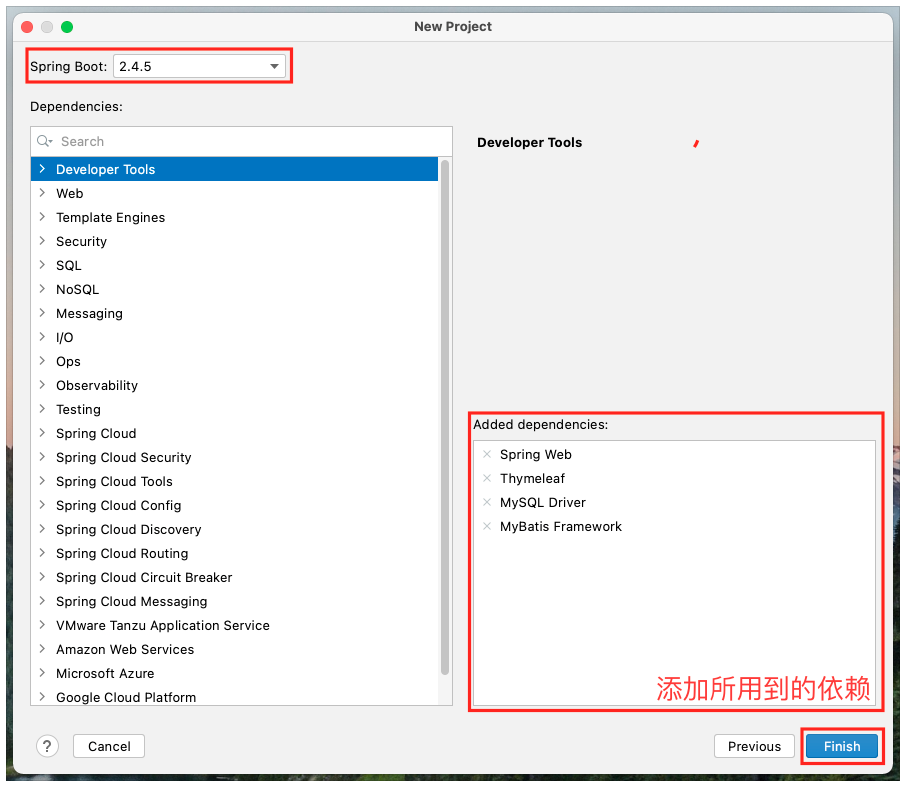 New Project
Spring Boot: 2.4.5
Dependencies:
Search
Developer Tools
Web
Template Engines
Security
SQL
NoSQL
Messaging
I/O
Ops
Observability
Testing
Spring Cloud
Spring Cloud Security
Spring Cloud Tools
Spring Cloud Config
Spring Cloud Discovery
Spring Cloud Routing
Spring Cloud Circuit Breaker
Spring Cloud Messaging
VMware Tanzu Application Service
Amazon Web Services
Microsoft Azure
Google Cloud Platform
Developer Tools
Added dependencies:
Spring Web
Thymeleaf
MySQL Driver
MyBatis Framework
添加所用到的依赖
?
Cancel
Previous
Finish